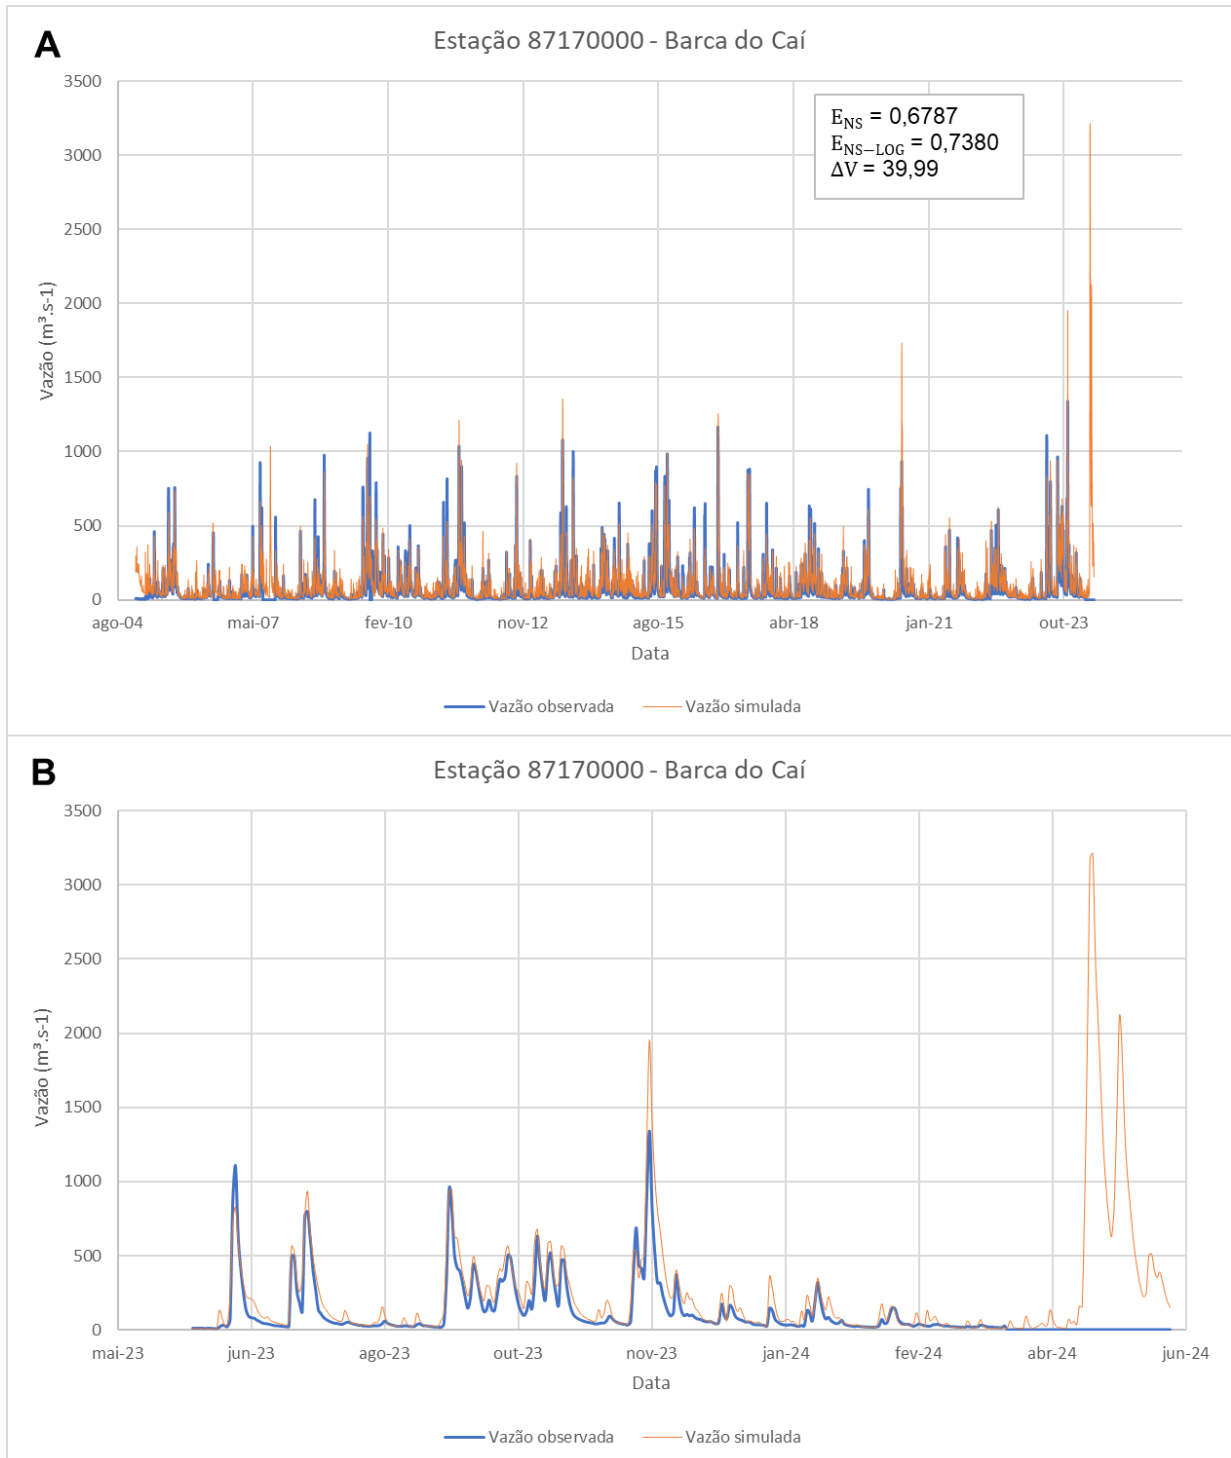 A
Estação 87170000 - Barca do Caí
E_NS = 0,6787
E_NS−LOG = 0,7380
ΔV = 39,99
Vazão (m³.s-1)
3500
3000
2500
2000
1500
1000
500
0
ago-04 mai-07 fev-10 nov-12 ago-15 abr-18 jan-21 out-23
Data
Vazão observada Vazão simulada
B
Estação 87170000 - Barca do Caí
Vazão (m³.s-1)
3500
3000
2500
2000
1500
1000
500
0
mai-23 jun-23 ago-23 out-23 nov-23 jan-24 fev-24 abr-24 jun-24
Data
Vazão observada Vazão simulada